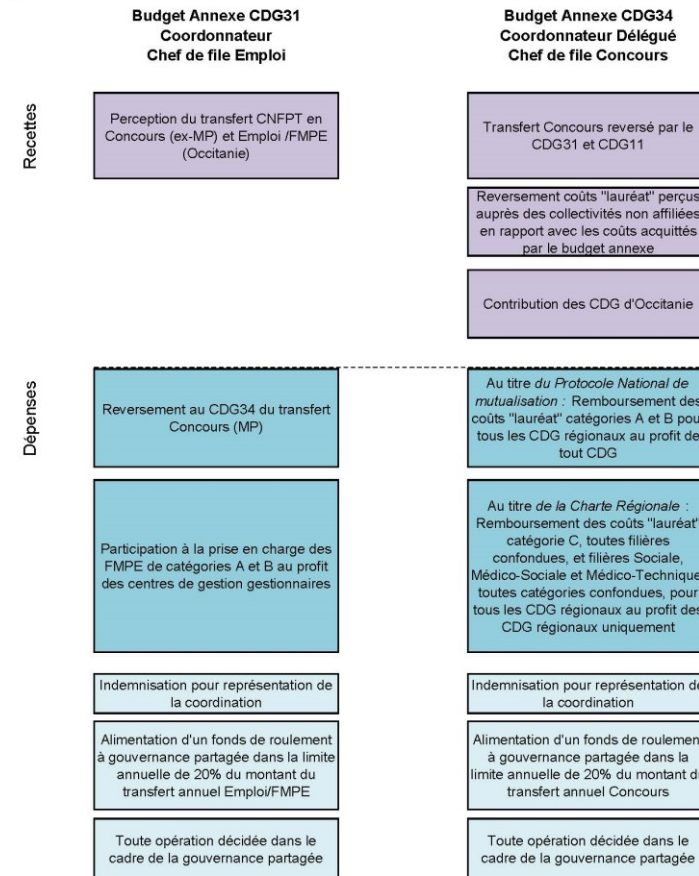 Budget Annexe CDG31
Coordonnateur
Chef de file Emploi
Budget Annexe CDG34
Coordonnateur Délégué
Chef de file Concours
Recettes
Perception du transfert CNFPT en
Concours (ex-MP) et Emploi /FMPE
(Occitanie)
Transfert Concours reversé par le
CDG31 et CDG11
Reversement coûts "lauréat" perçus
auprès des collectivités non affiliées
en rapport avec les coûts acquittés
par le budget annexe
Contribution des CDG d'Occitanie
Dépenses
Reversement au CDG34 du transfert
Concours (MP)
Au titre du Protocole National de
mutualisation : Remboursement des
coûts "lauréat" catégories A et B pour
tous les CDG régionaux au profit de
tout CDG
Participation à la prise en charge des
FMPE de catégories A et B au profit
des centres de gestion gestionnaires
Au titre de la Charte Régionale :
Remboursement des coûts "lauréat"
catégorie C, toutes filières
confondues, et filières Sociale,
Médico-Sociale et Médico-Technique
toutes catégories confondues, pour
tous les CDG régionaux au profit des
CDG régionaux uniquement
Indemnisation pour représentation de
la coordination
Indemnisation pour représentation de
la coordination
Alimentation d'un fonds de roulement
à gouvernance partagée dans la limite
annuelle de 20% du montant du
transfert annuel Emploi/FMPE
Alimentation d'un fonds de roulement
à gouvernance partagée dans la
limite annuelle de 20% du montant du
transfert annuel Concours
Toute opération décidée dans le
cadre de la gouvernance partagée
Toute opération décidée dans le
cadre de la gouvernance partagée